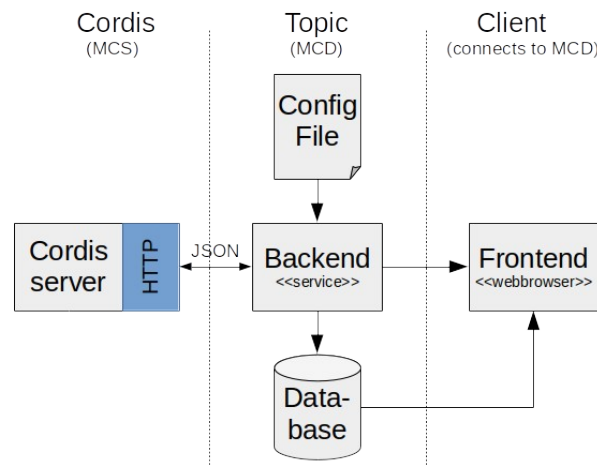 Cordis
(MCS)
Topic
(MCD)
Client
(connects to MCD)
Config
File
Cordis
server
HTTP
JSON
Backend
<<service>>
Frontend
<<webbrowser>>
Data-
base